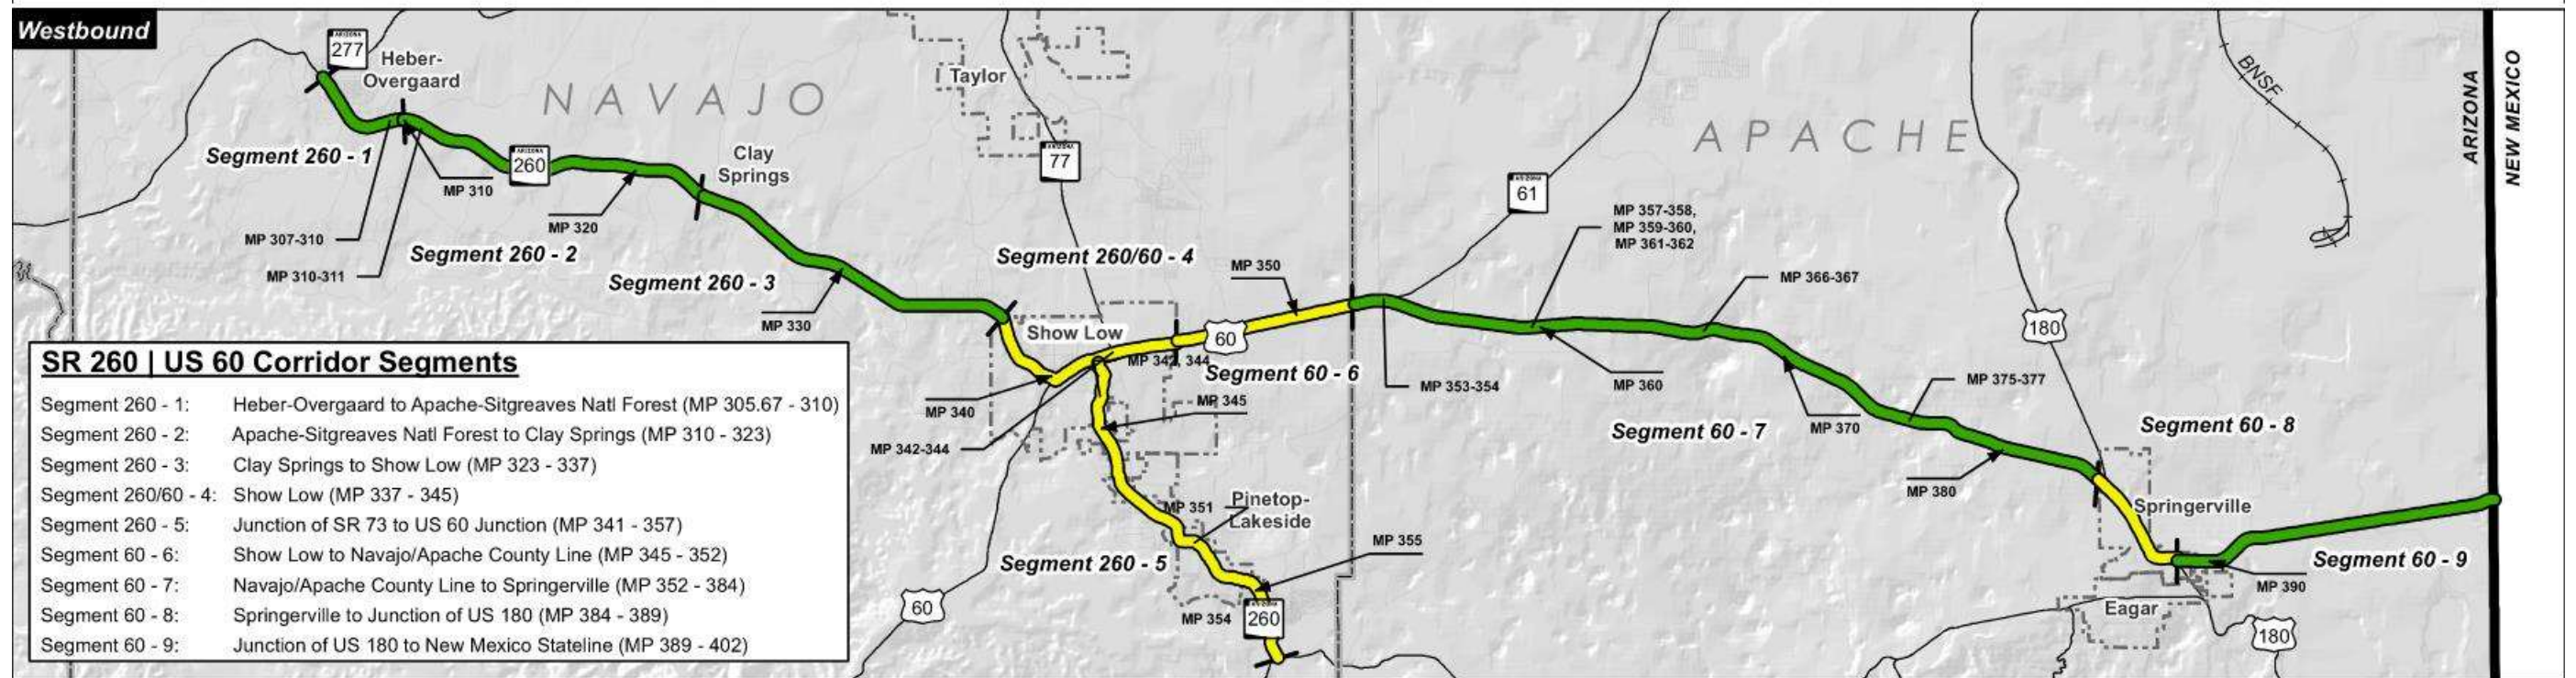 Westbound
ARIZONA
277
Heber-
Overgaard
NAVAJO
Taylor
BNSF
ARIZONA
NEW MEXICO
Segment 260 - 1
ARIZONA
260
MP 310
Clay
Springs
ARIZONA
77
ARIZONA
61
APACHE
MP 320
MP 307-310
MP 310-311
Segment 260 - 2
Segment 260 - 3
MP 330
Segment 260/60 - 4
MP 350
MP 357-358,
MP 359-360,
MP 361-362
MP 366-367
180
Show Low
60
MP 342, 344
Segment 60 - 6
MP 353-354
MP 360
MP 375-377
MP 340
MP 345
MP 342-344
Segment 60 - 7
MP 370
Segment 60 - 8
MP 380
MP 351
Pinetop-
Lakeside
Springerville
Segment 260 - 5
MP 355
Segment 60 - 9
MP 390
60
MP 354
ARIZONA
260
Eagar
180
SR 260 | US 60 Corridor Segments
Segment 260 - 1: Heber-Overgaard to Apache-Sitgreaves Natl Forest (MP 305.67 - 310)
Segment 260 - 2: Apache-Sitgreaves Natl Forest to Clay Springs (MP 310 - 323)
Segment 260 - 3: Clay Springs to Show Low (MP 323 - 337)
Segment 260/60 - 4: Show Low (MP 337 - 345)
Segment 260 - 5: Junction of SR 73 to US 60 Junction (MP 341 - 357)
Segment 60 - 6: Show Low to Navajo/Apache County Line (MP 345 - 352)
Segment 60 - 7: Navajo/Apache County Line to Springerville (MP 352 - 384)
Segment 60 - 8: Springerville to Junction of US 180 (MP 384 - 389)
Segment 60 - 9: Junction of US 180 to New Mexico Stateline (MP 389 - 402)